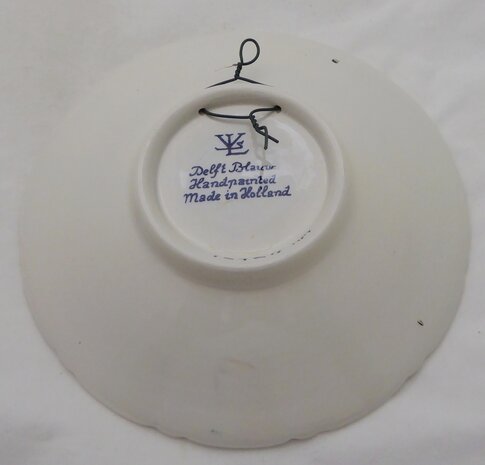 Delft Blauw
Handpainted
Made in Holland